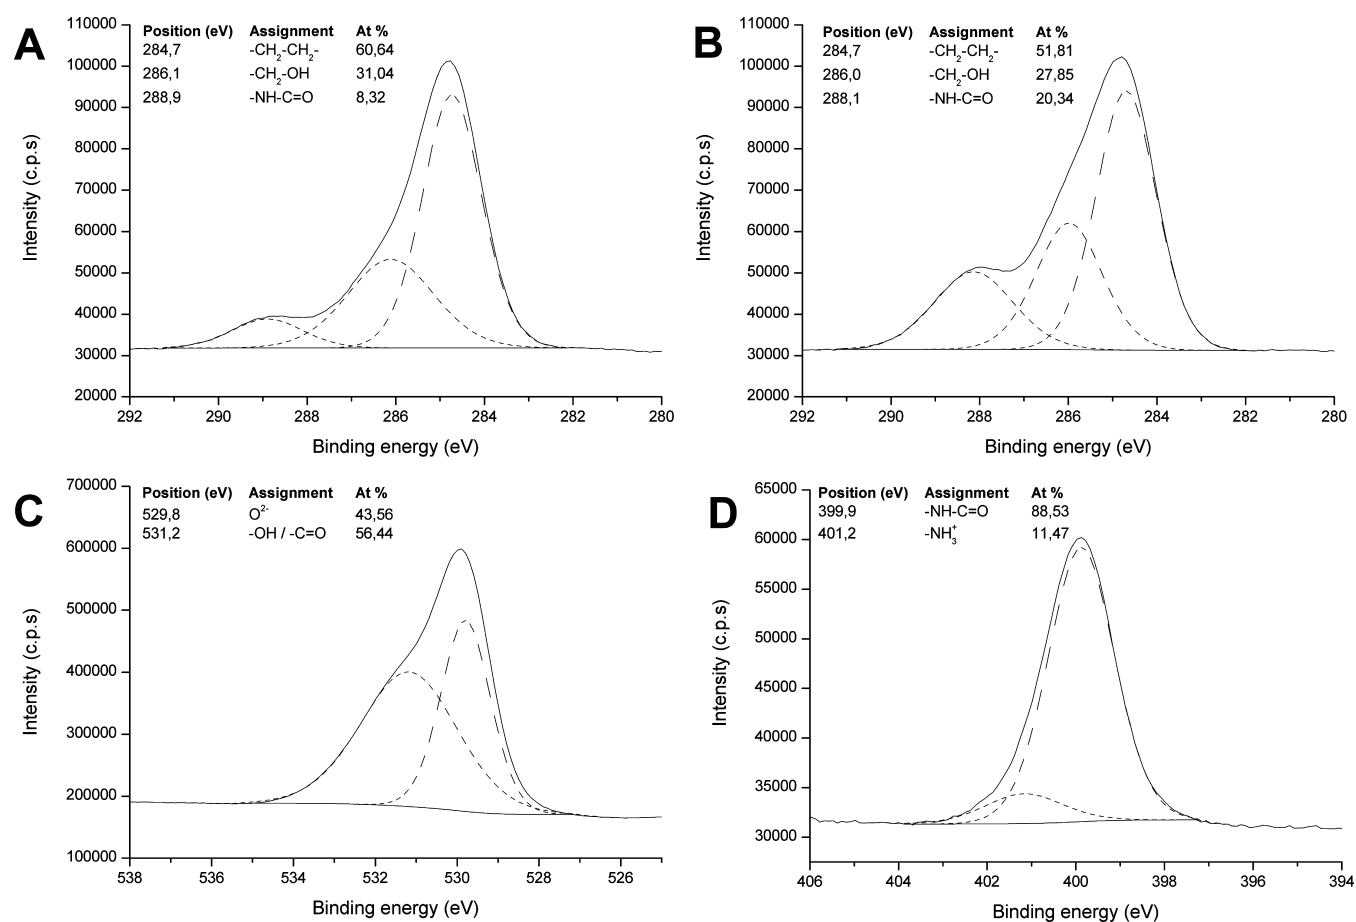 A
Position (eV) Assignment At %
284,7 -CH2-CH2- 60,64
286,1 -CH2-OH 31,04
288,9 -NH-C=O 8,32
110000
100000
90000
80000
70000
60000
50000
40000
30000
20000
Intensity (c.p.s)
292 290 288 286 284 282 280
Binding energy (eV)
B
Position (eV) Assignment At %
284,7 -CH2-CH2- 51,81
286,0 -CH2-OH 27,85
288,1 -NH-C=O 20,34
110000
100000
90000
80000
70000
60000
50000
40000
30000
20000
Intensity (c.p.s)
292 290 288 286 284 282 280
Binding energy (eV)
C
Position (eV) Assignment At %
529,8 O2- 43,56
531,2 -OH / -C=O 56,44
700000
600000
500000
400000
300000
200000
100000
Intensity (c.p.s)
538 536 534 532 530 528 526
Binding energy (eV)
D
Position (eV) Assignment At %
399,9 -NH-C=O 88,53
401,2 -NH3+ 11,47
65000
60000
55000
50000
45000
40000
35000
30000
Intensity (c.p.s)
406 404 402 400 398 396 394
Binding energy (eV)